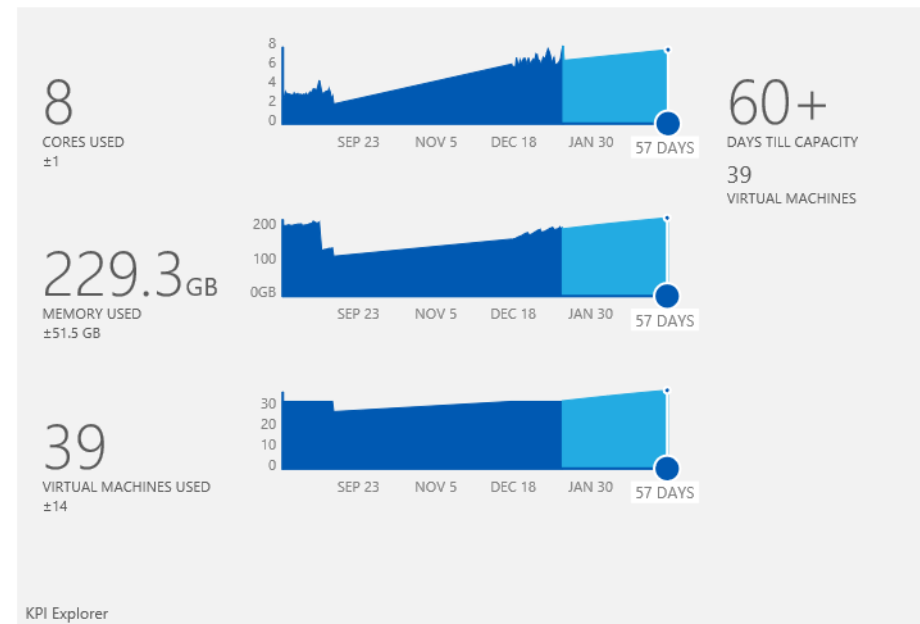 8
CORES USED
±1
8
6
4
2
0
SEP 23 NOV 5 DEC 18 JAN 30 57 DAYS
60+
DAYS TILL CAPACITY
39
VIRTUAL MACHINES
229.3GB
MEMORY USED
±51.5 GB
200
100
0GB
SEP 23 NOV 5 DEC 18 JAN 30 57 DAYS
39
VIRTUAL MACHINES USED
±14
30
20
10
0
SEP 23 NOV 5 DEC 18 JAN 30 57 DAYS
KPI Explorer